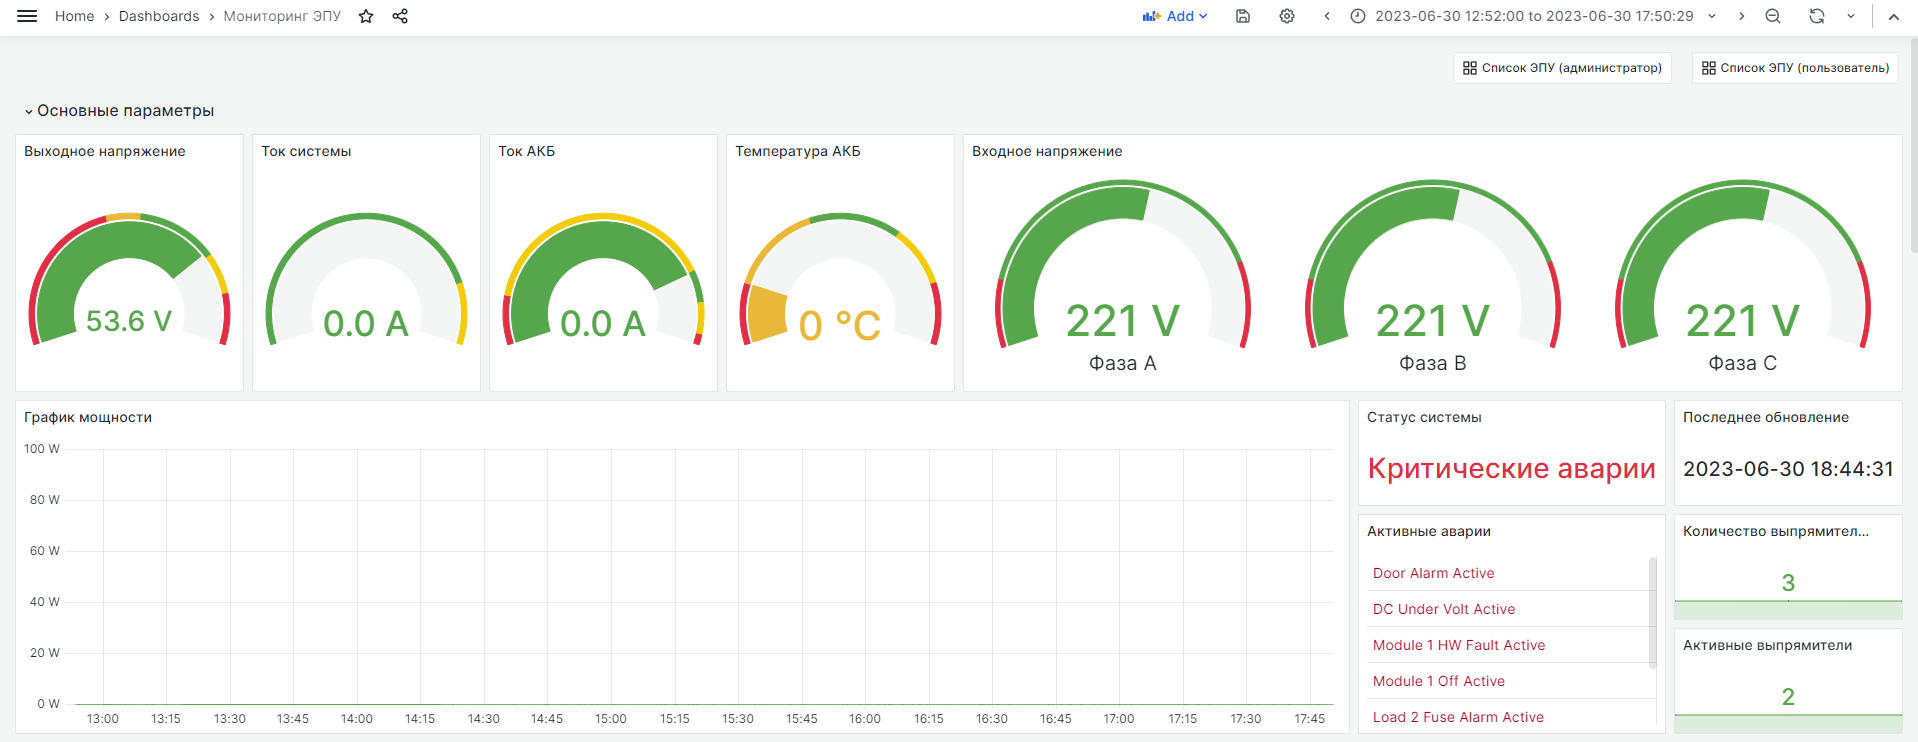 Home › Dashboards › Мониторинг ЭПУ
Add
2023-06-30 12:52:00 to 2023-06-30 17:50:29
Список ЭПУ (администратор)
Список ЭПУ (пользователь)
Основные параметры
Выходное напряжение
53.6 V
Ток системы
0.0 A
Ток АКБ
0.0 A
Температура АКБ
0 °C
Входное напряжение
221 V
Фаза A
221 V
Фаза B
221 V
Фаза C
График мощности
100 W
80 W
60 W
40 W
20 W
0 W
13:00 13:15 13:30 13:45 14:00 14:15 14:30 14:45 15:00 15:15 15:30 15:45 16:00 16:15 16:30 16:45 17:00 17:15 17:30 17:45
Статус системы
Критические аварии
Последнее обновление
2023-06-30 18:44:31
Активные аварии
Door Alarm Active
DC Under Volt Active
Module 1 HW Fault Active
Module 1 Off Active
Load 2 Fuse Alarm Active
Количество выпрямител...
3
Активные выпрямители
2